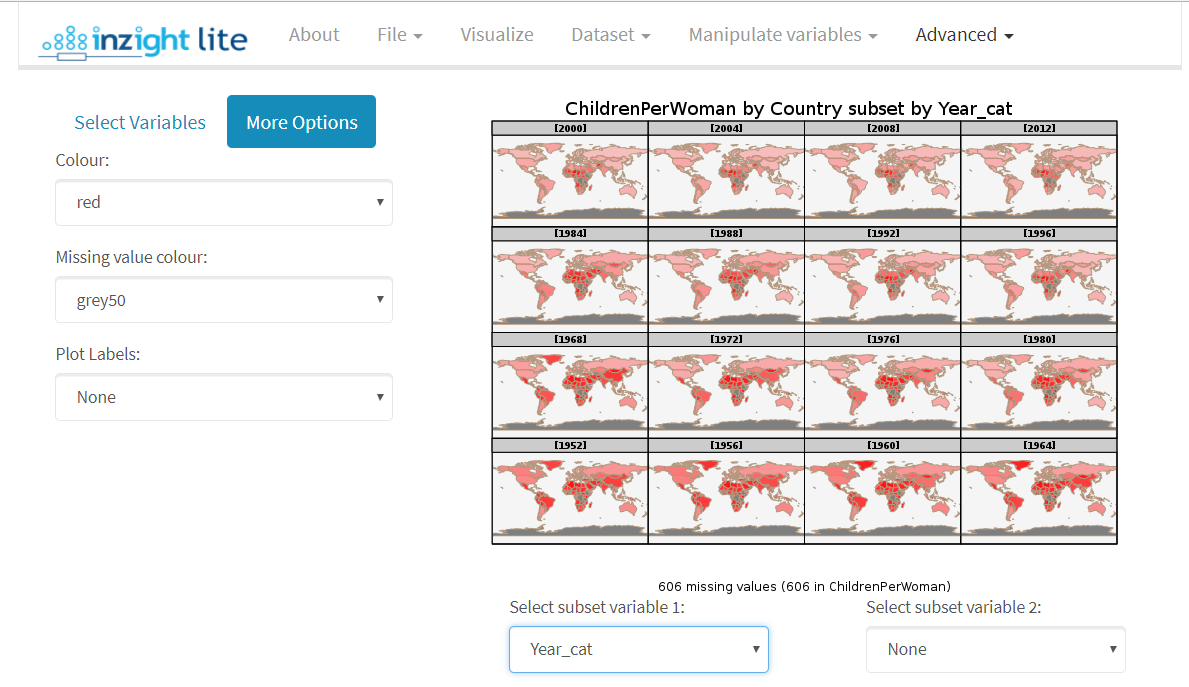 inzight lite
About File Visualize Dataset Manipulate variables Advanced
Select Variables More Options
Colour:
red
Missing value colour:
grey50
Plot Labels:
None
ChildrenPerWoman by Country subset by Year_cat
[2000] [2004] [2008] [2012]
[1984] [1988] [1992] [1996]
[1968] [1972] [1976] [1980]
[1952] [1956] [1960] [1964]
606 missing values (606 in ChildrenPerWoman)
Select subset variable 1: Select subset variable 2:
Year_cat None